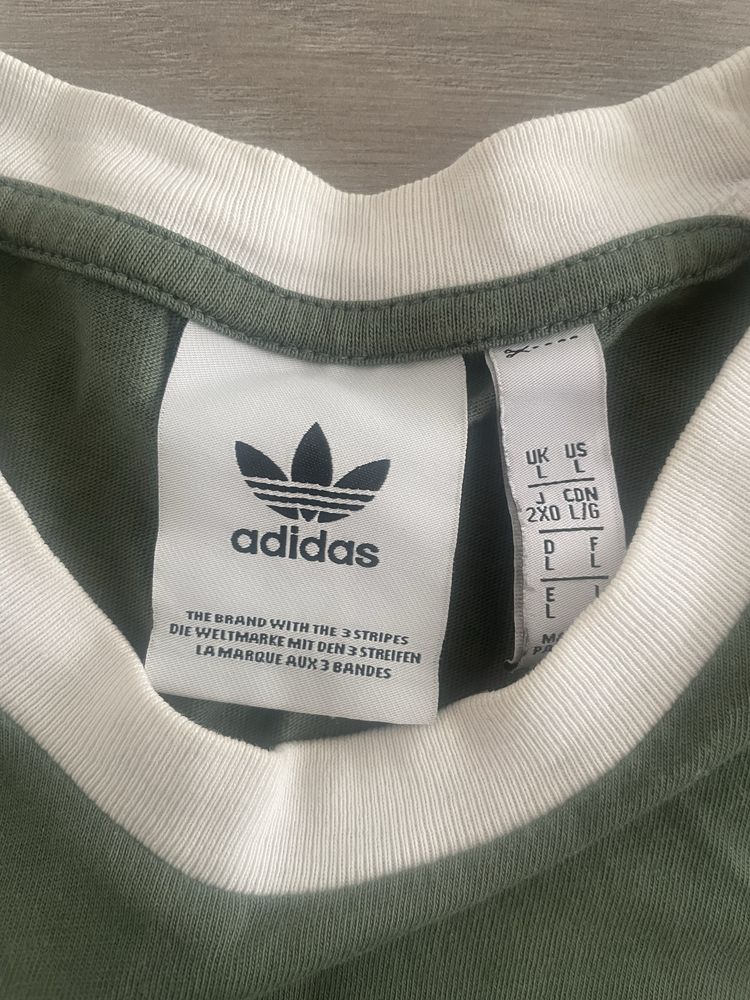 adidas
THE BRAND WITH THE 3 STRIPES
DIE WELTMARKE MIT DEN 3 STREIFEN
LA MARQUE AUX 3 BANDES
UK US
L L
J CDN
2XO L/G
D F
L L
E
L